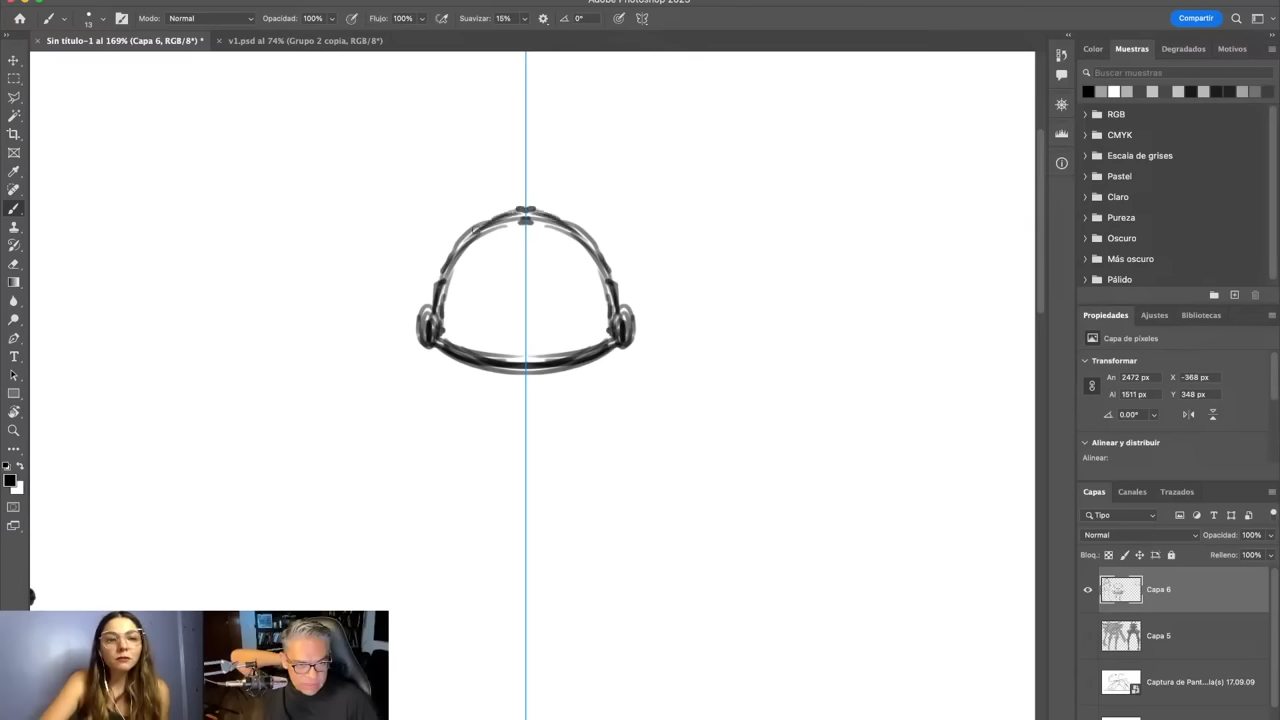 Adobe Photoshop 2023
13
Modo: Normal
Opacidad: 100%
Flujo: 100%
Suavizar: 15%
0°
Compartir
Sin título-1 al 169% (Capa 6, RGB/8*) *
v1.psd al 74% (Grupo 2 copia, RGB/8*)
Color
Muestras
Degradados
Motivos
Buscar muestras
RGB
CMYK
Escala de grises
Pastel
Claro
Pureza
Oscuro
Más oscuro
Pálido
Propiedades
Ajustes
Bibliotecas
Capa de píxeles
Transformar
An 2472 px
X -368 px
Al 1511 px
Y 348 px
0.00°
Alinear y distribuir
Alinear:
Capas
Canales
Trazados
Tipo
Normal
Opacidad: 100%
Bloq.:
Relleno: 100%
Capa 6
Capa 5
Captura de Pant...la(s) 17.09.09